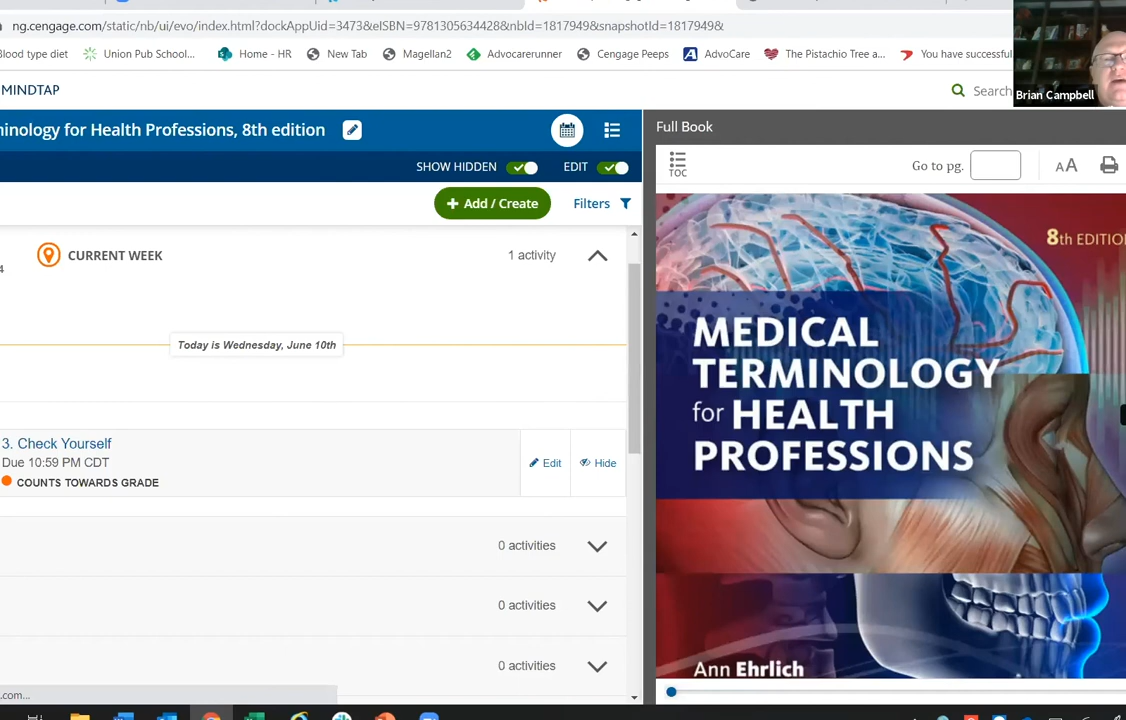 ng.cengage.com/static/nb/ui/evo/index.html?dockAppUid=3473&eISBN=9781305634428&nbId=1817949&snapshotId=1817949&
Blood type diet Union Pub School... Home - HR New Tab Magellan2 Advocarerunner Cengage Peeps AdvoCare The Pistachio Tree a... You have successful
MINDTAP
Search
Brian Campbell
minology for Health Professions, 8th edition
Full Book
SHOW HIDDEN EDIT
TOC
Go to pg.
AA
+ Add / Create Filters
4
CURRENT WEEK 1 activity
Today is Wednesday, June 10th
3. Check Yourself
Due 10:59 PM CDT
COUNTS TOWARDS GRADE
Edit Hide
0 activities
0 activities
0 activities
.com...
8th EDITION
MEDICAL
TERMINOLOGY
for HEALTH
PROFESSIONS
Ann Ehrlich